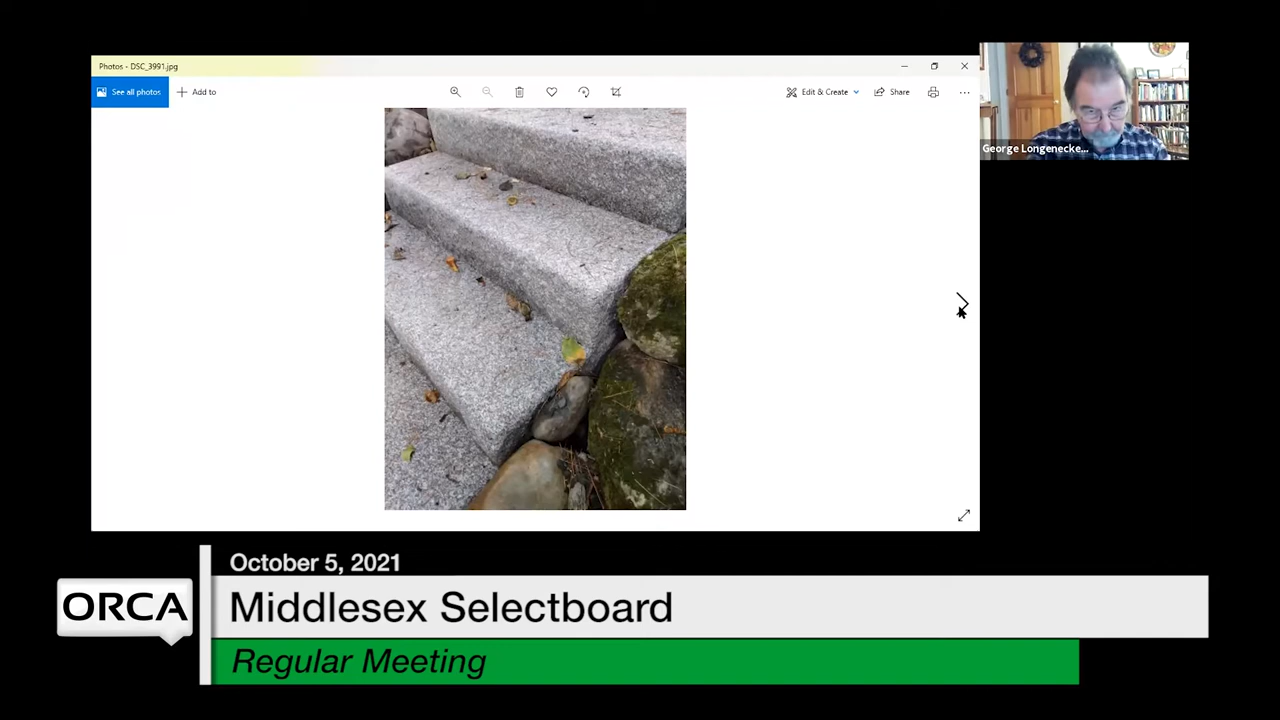 Photos - DSC_3991.jpg
See all photos
Add to
Edit & Create
Share
George Longenecke...
October 5, 2021
ORCA
Middlesex Selectboard
Regular Meeting